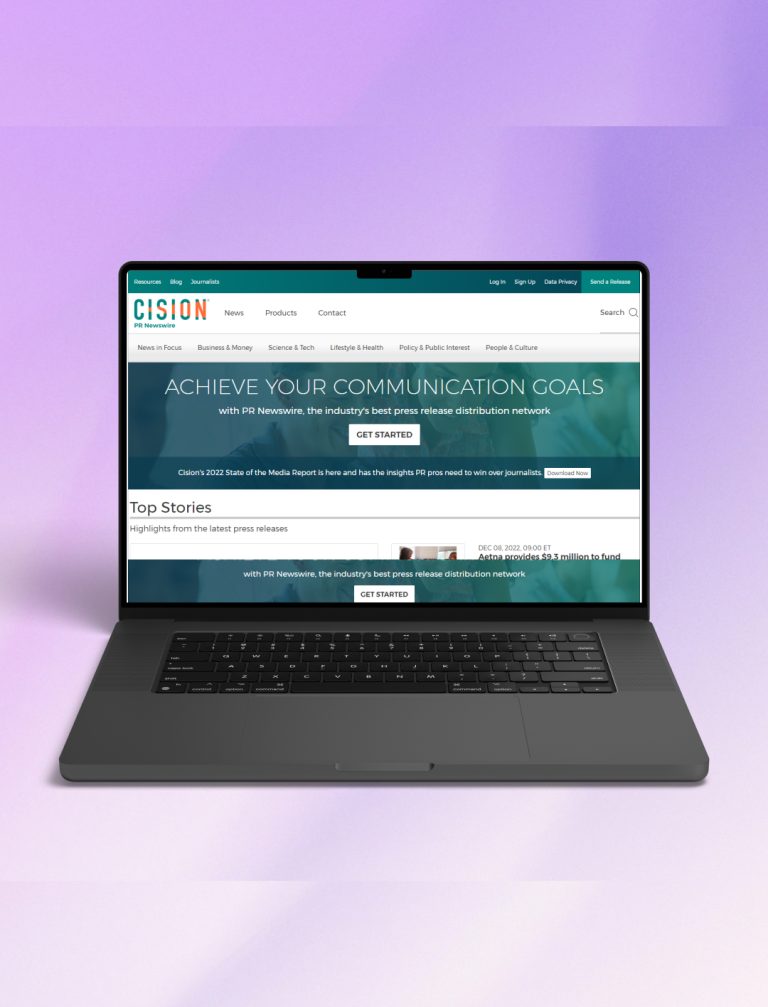 Resources Blog Journalists Log In Sign Up Data Privacy Send a Release
CISION
PR Newswire
News Products Contact Search
News in Focus Business & Money Science & Tech Lifestyle & Health Policy & Public Interest People & Culture
ACHIEVE YOUR COMMUNICATION GOALS
with PR Newswire, the industry's best press release distribution network
GET STARTED
Cision's 2022 State of the Media Report is here and has the insights PR pros need to win over journalists. Download Now
Top Stories
Highlights from the latest press releases
DEC 08, 2022, 09:00 ET
Aetna provides $9.3 million to fund
with PR Newswire, the industry's best press release distribution network
GET STARTED
Q W E R T Y U I O P
A S D F G H J K L
Z X C V B N M
control option command command option